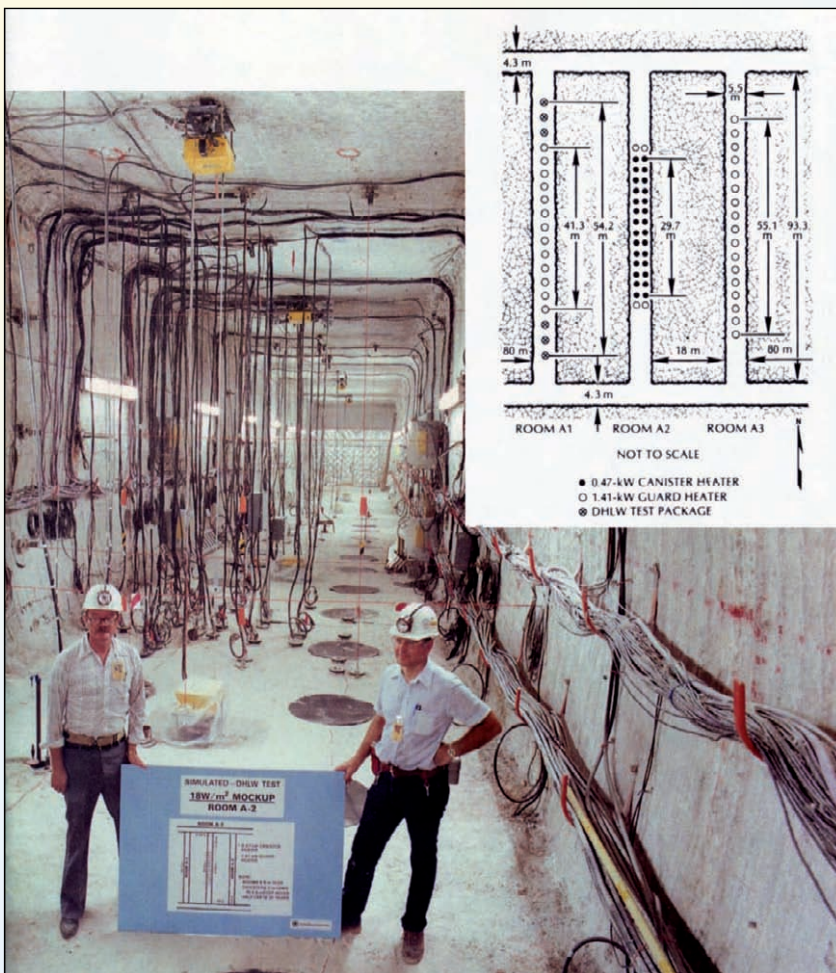 4.3 m
5.5
m
41.3
m
54.2
m
29.7
m
55.1
m
93.3
m
80 m
18 m
80 m
4.3 m
ROOM A1 ROOM A2 ROOM A3
N
NOT TO SCALE
0.47-kW CANISTER HEATER
1.41-kW GUARD HEATER
DHLW TEST PACKAGE
SIMULATED - DHLW TEST
18W/m² MOCKUP
ROOM A-2
ROOM A-2